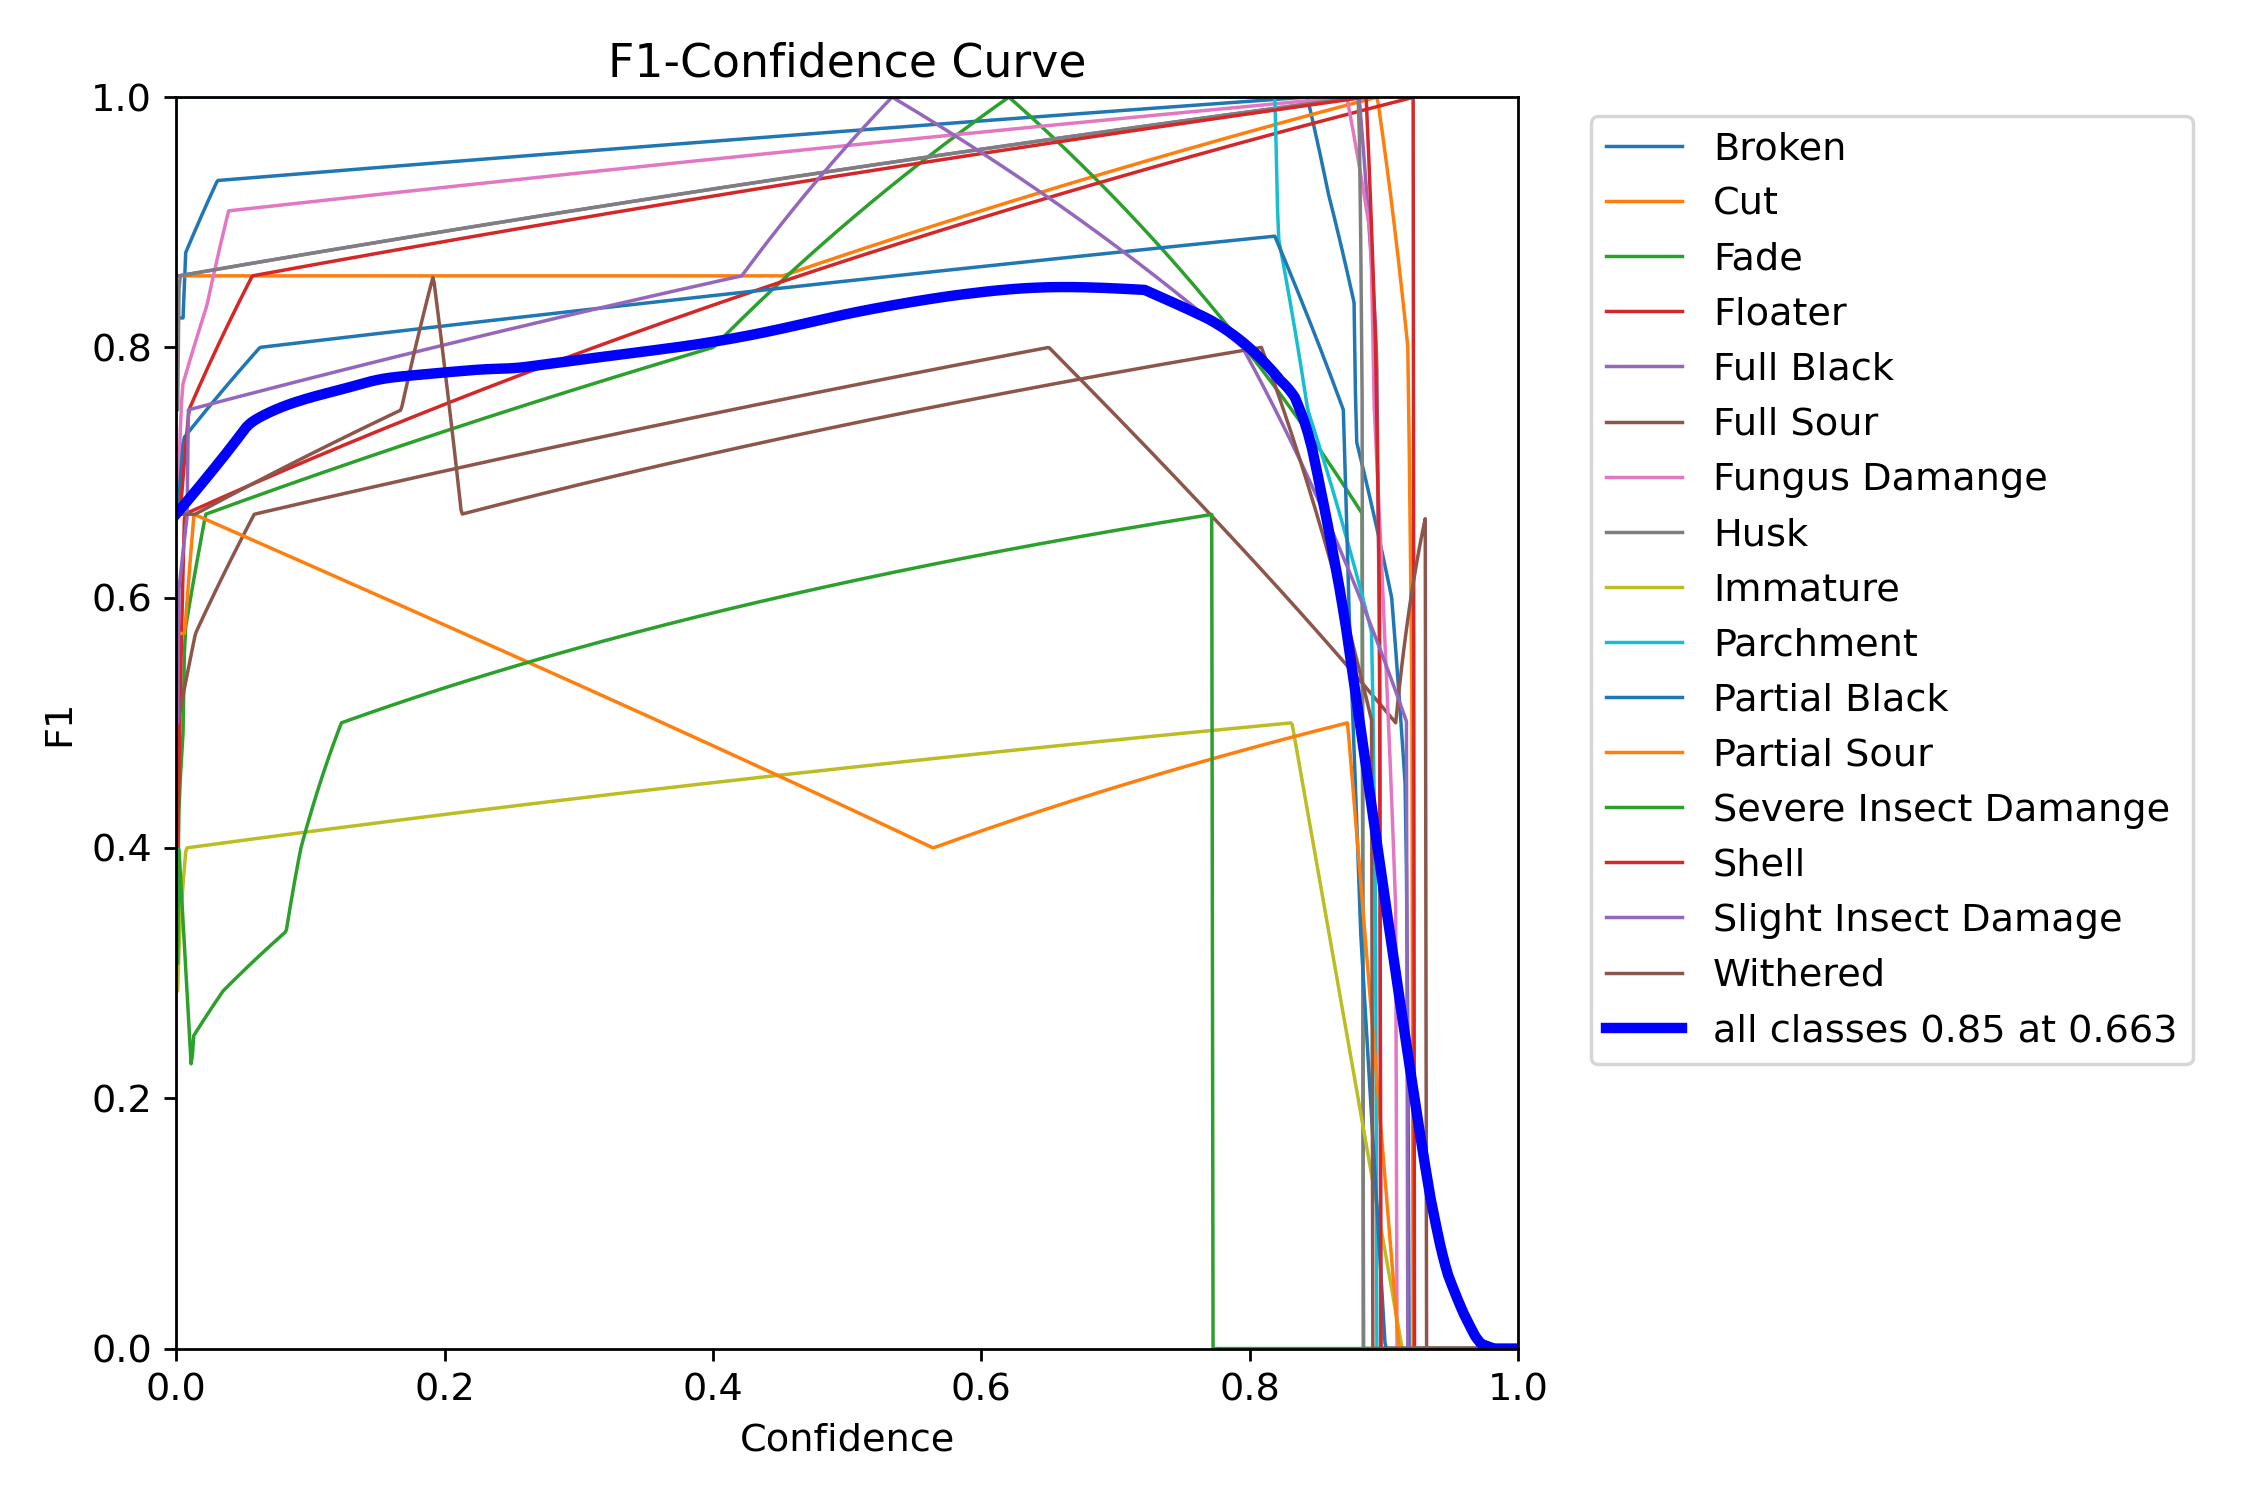 F1-Confidence Curve
1.0
0.8
0.6
0.4
0.2
0.0
F1
0.0 0.2 0.4 0.6 0.8 1.0
Confidence
Broken
Cut
Fade
Floater
Full Black
Full Sour
Fungus Damange
Husk
Immature
Parchment
Partial Black
Partial Sour
Severe Insect Damange
Shell
Slight Insect Damage
Withered
all classes 0.85 at 0.663